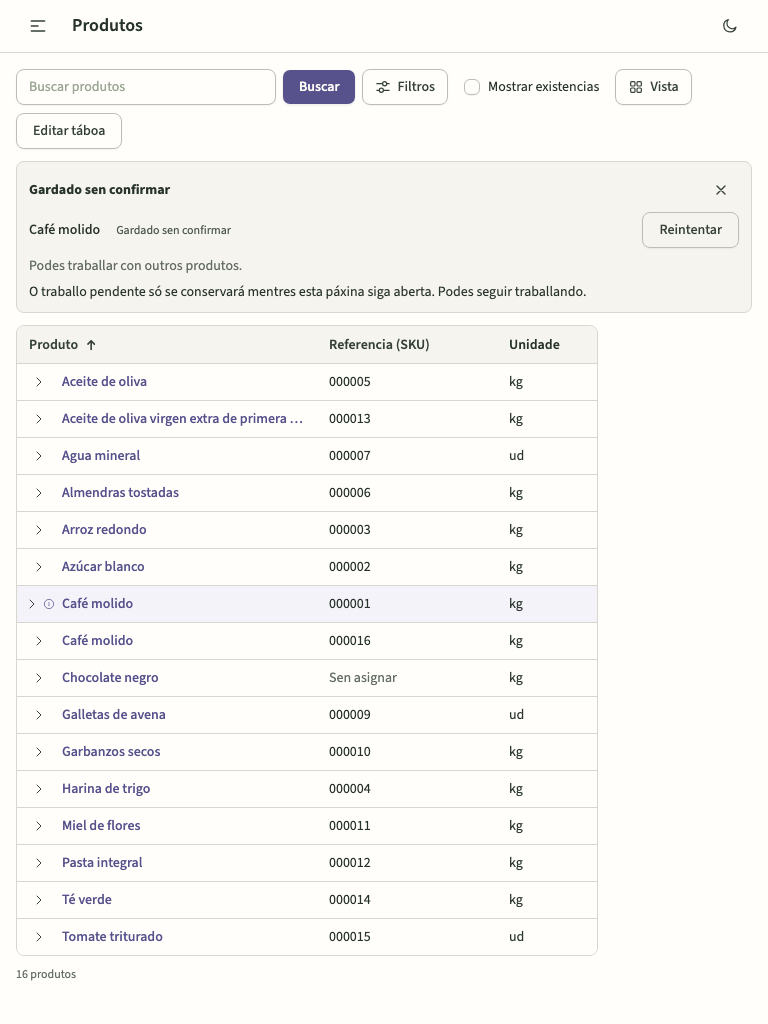 Produtos
Buscar produtos
Buscar
Filtros
Mostrar existencias
Vista
Editar táboa
Gardado sen confirmar
Café molido Gardado sen confirmar
Reintentar
Podes traballar con outros produtos.
O traballo pendente só se conservará mentres esta páxina siga aberta. Podes seguir traballando.
Produto Referencia (SKU) Unidade
Aceite de oliva 000005 kg
Aceite de oliva virgen extra de primera … 000013 kg
Agua mineral 000007 ud
Almendras tostadas 000006 kg
Arroz redondo 000003 kg
Azúcar blanco 000002 kg
Café molido 000001 kg
Café molido 000016 kg
Chocolate negro Sen asignar kg
Galletas de avena 000009 ud
Garbanzos secos 000010 kg
Harina de trigo 000004 kg
Miel de flores 000011 kg
Pasta integral 000012 kg
Té verde 000014 kg
Tomate triturado 000015 ud
16 produtos